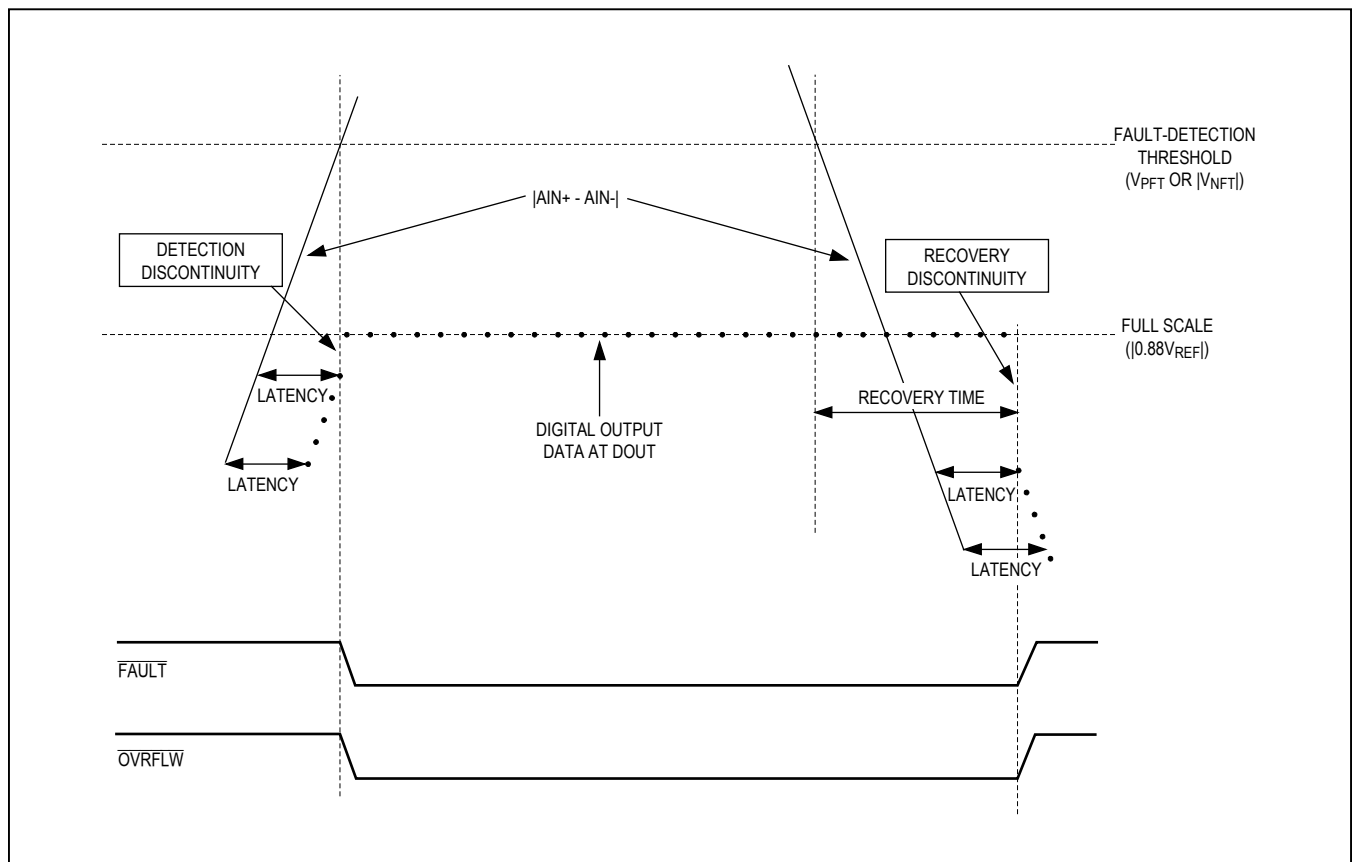 FAULT-DETECTION
THRESHOLD
(VPFT OR |VNFT|)
|AIN+ - AIN-|
DETECTION
DISCONTINUITY
RECOVERY
DISCONTINUITY
FULL SCALE
(|0.88VREF|)
LATENCY
RECOVERY TIME
DIGITAL OUTPUT
DATA AT DOUT
LATENCY
LATENCY
LATENCY
FAULT
OVRFLW